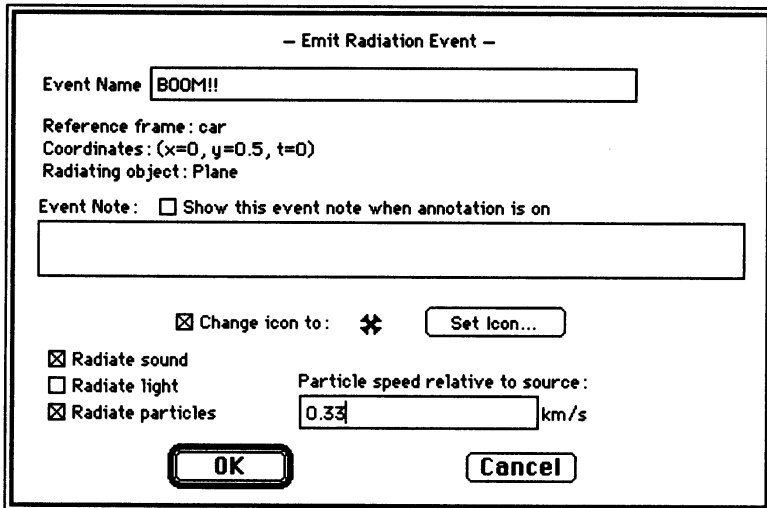 – Emit Radiation Event –
Event Name BOOM!!
Reference frame: car
Coordinates: (x=0, y=0.5, t=0)
Radiating object: Plane
Event Note: Show this event note when annotation is on
Change icon to: Set Icon...
Radiate sound
Radiate light
Particle speed relative to source:
Radiate particles
0.33 km/s
OK Cancel